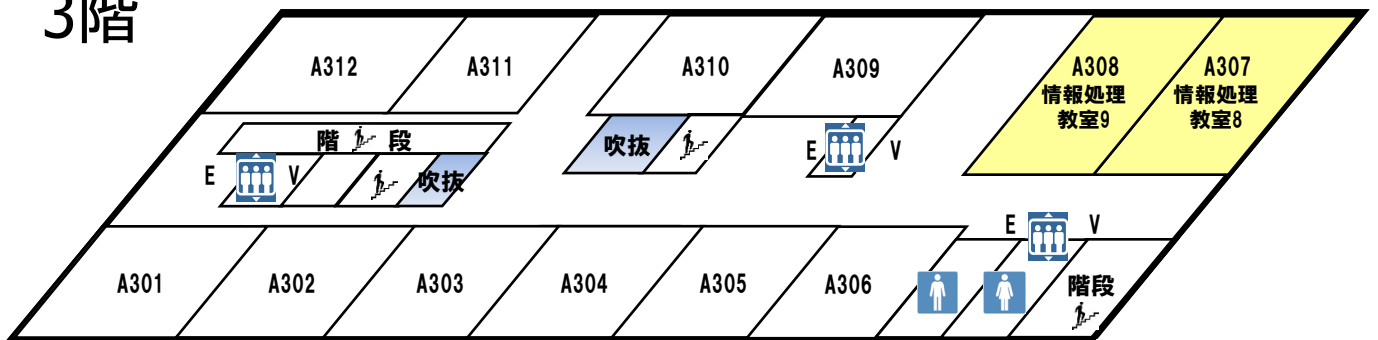 3階
A312
A311
A310
A309
A308
情報処理
教室9
A307
情報処理
教室8
階 段
吹抜
E V
E V
吹抜
E V
A301
A302
A303
A304
A305
A306
階段